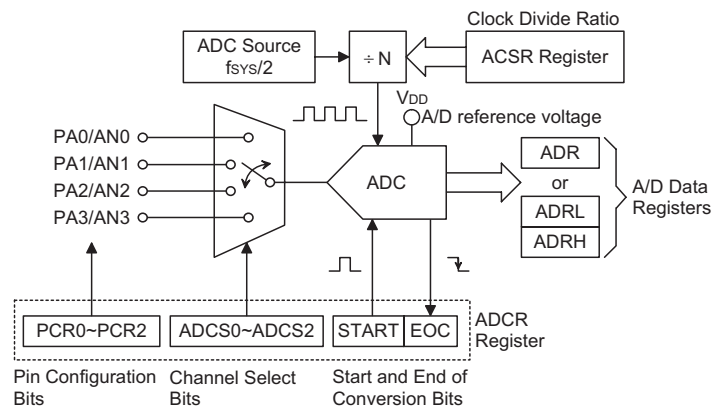 Clock Divide Ratio
ADC Source
fSYS/2
÷ N
ACSR Register
VDD
A/D reference voltage
PA0/AN0
PA1/AN1
PA2/AN2
PA3/AN3
ADC
ADR
or
ADRL
ADRH
A/D Data
Registers
PCR0~PCR2
ADCS0~ADCS2
START
EOC
ADCR
Register
Pin Configuration
Bits
Channel Select
Bits
Start and End of
Conversion Bits